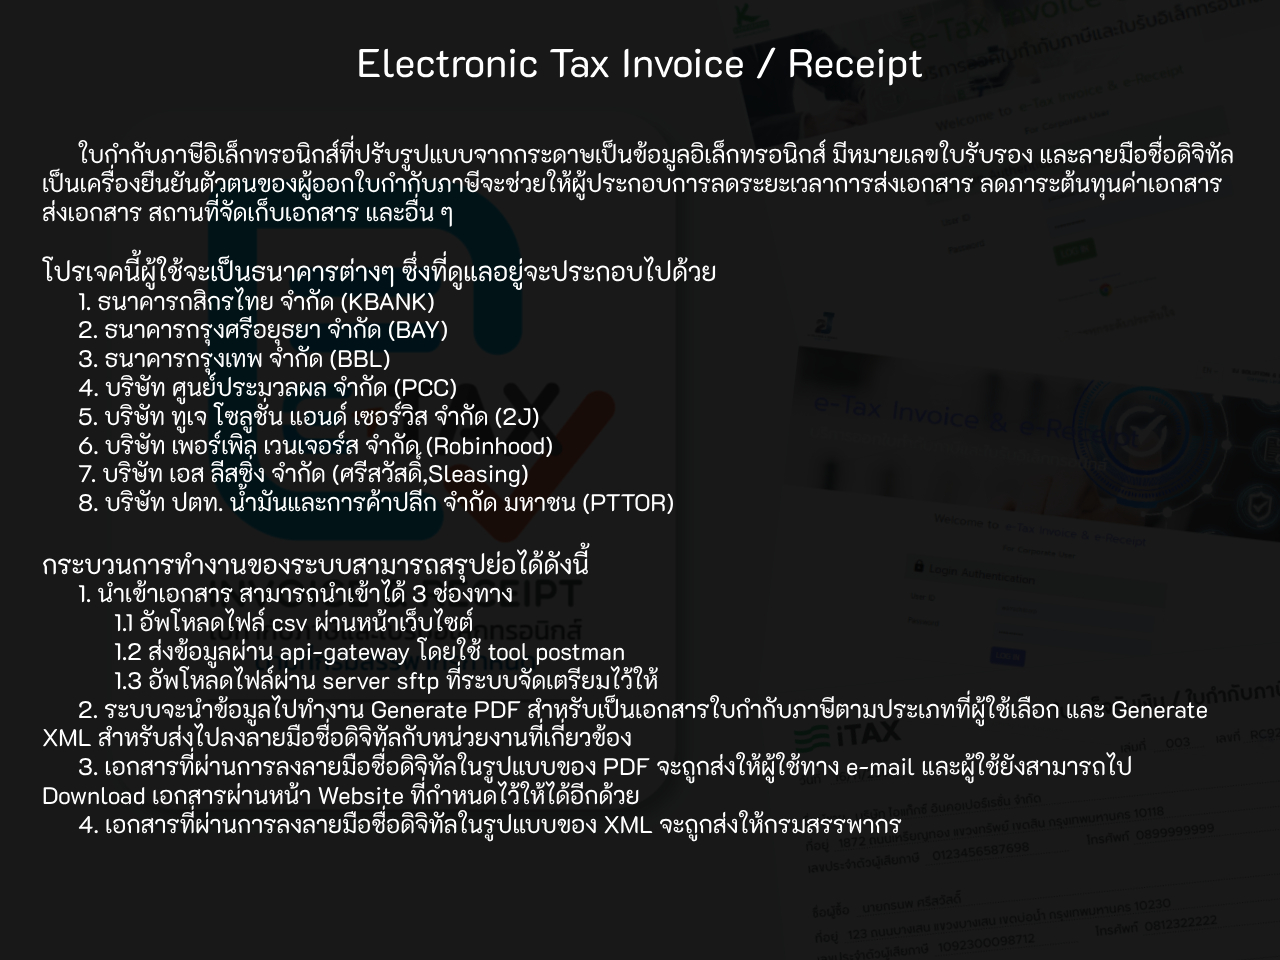 Electronic Tax Invoice / Receipt
ใบกำกับภาษีอิเล็กทรอนิกส์ที่ปรับรูปแบบจากกระดาษเป็นข้อมูลอิเล็กทรอนิกส์ มีหมายเลขใบรับรอง และลายมือชื่อดิจิทัล
เป็นเครื่องยืนยันตัวตนของผู้ออกใบกำกับภาษีจะช่วยให้ผู้ประกอบการลดระยะเวลาการส่งเอกสาร ลดภาระต้นทุนค่าเอกสาร
ส่งเอกสาร สถานที่จัดเก็บเอกสาร และอื่น ๆ
โปรเจคนี้ผู้ใช้จะเป็นธนาคารต่างๆ ซึ่งที่ดูแลอยู่จะประกอบไปด้วย
1. ธนาคารกสิกรไทย จำกัด (KBANK)
2. ธนาคารกรุงศรีอยุธยา จำกัด (BAY)
3. ธนาคารกรุงเทพ จำกัด (BBL)
4. บริษัท ศูนย์ประมวลผล จำกัด (PCC)
5. บริษัท ทูเจ โซลูชั่น แอนด์ เซอร์วิส จำกัด (2J)
6. บริษัท เพอร์เพิล เวนเจอร์ส จำกัด (Robinhood)
7. บริษัท เอส ลีสซิ่ง จำกัด (ศรีสวัสดิ์,Sleasing)
8. บริษัท ปตท. น้ำมันและการค้าปลีก จำกัด มหาชน (PTTOR)
กระบวนการทำงานของระบบสามารถสรุปย่อได้ดังนี้
1. นำเข้าเอกสาร สามารถนำเข้าได้ 3 ช่องทาง
1.1 อัพโหลดไฟล์ csv ผ่านหน้าเว็บไซต์
1.2 ส่งข้อมูลผ่าน api-gateway โดยใช้ tool postman
1.3 อัพโหลดไฟล์ผ่าน server sftp ที่ระบบจัดเตรียมไว้ให้
2. ระบบจะนำข้อมูลไปทำงาน Generate PDF สำหรับเป็นเอกสารใบกำกับภาษีตามประเภทที่ผู้ใช้เลือก และ Generate
XML สำหรับส่งไปลงลายมือชื่อดิจิทัลกับหน่วยงานที่เกี่ยวข้อง
3. เอกสารที่ผ่านการลงลายมือชื่อดิจิทัลในรูปแบบของ PDF จะถูกส่งให้ผู้ใช้ทาง e-mail และผู้ใช้ยังสามารถไป
Download เอกสารผ่านหน้า Website ที่กำหนดไว้ให้ได้อีกด้วย
4. เอกสารที่ผ่านการลงลายมือชื่อดิจิทัลในรูปแบบของ XML จะถูกส่งให้กรมสรรพากร